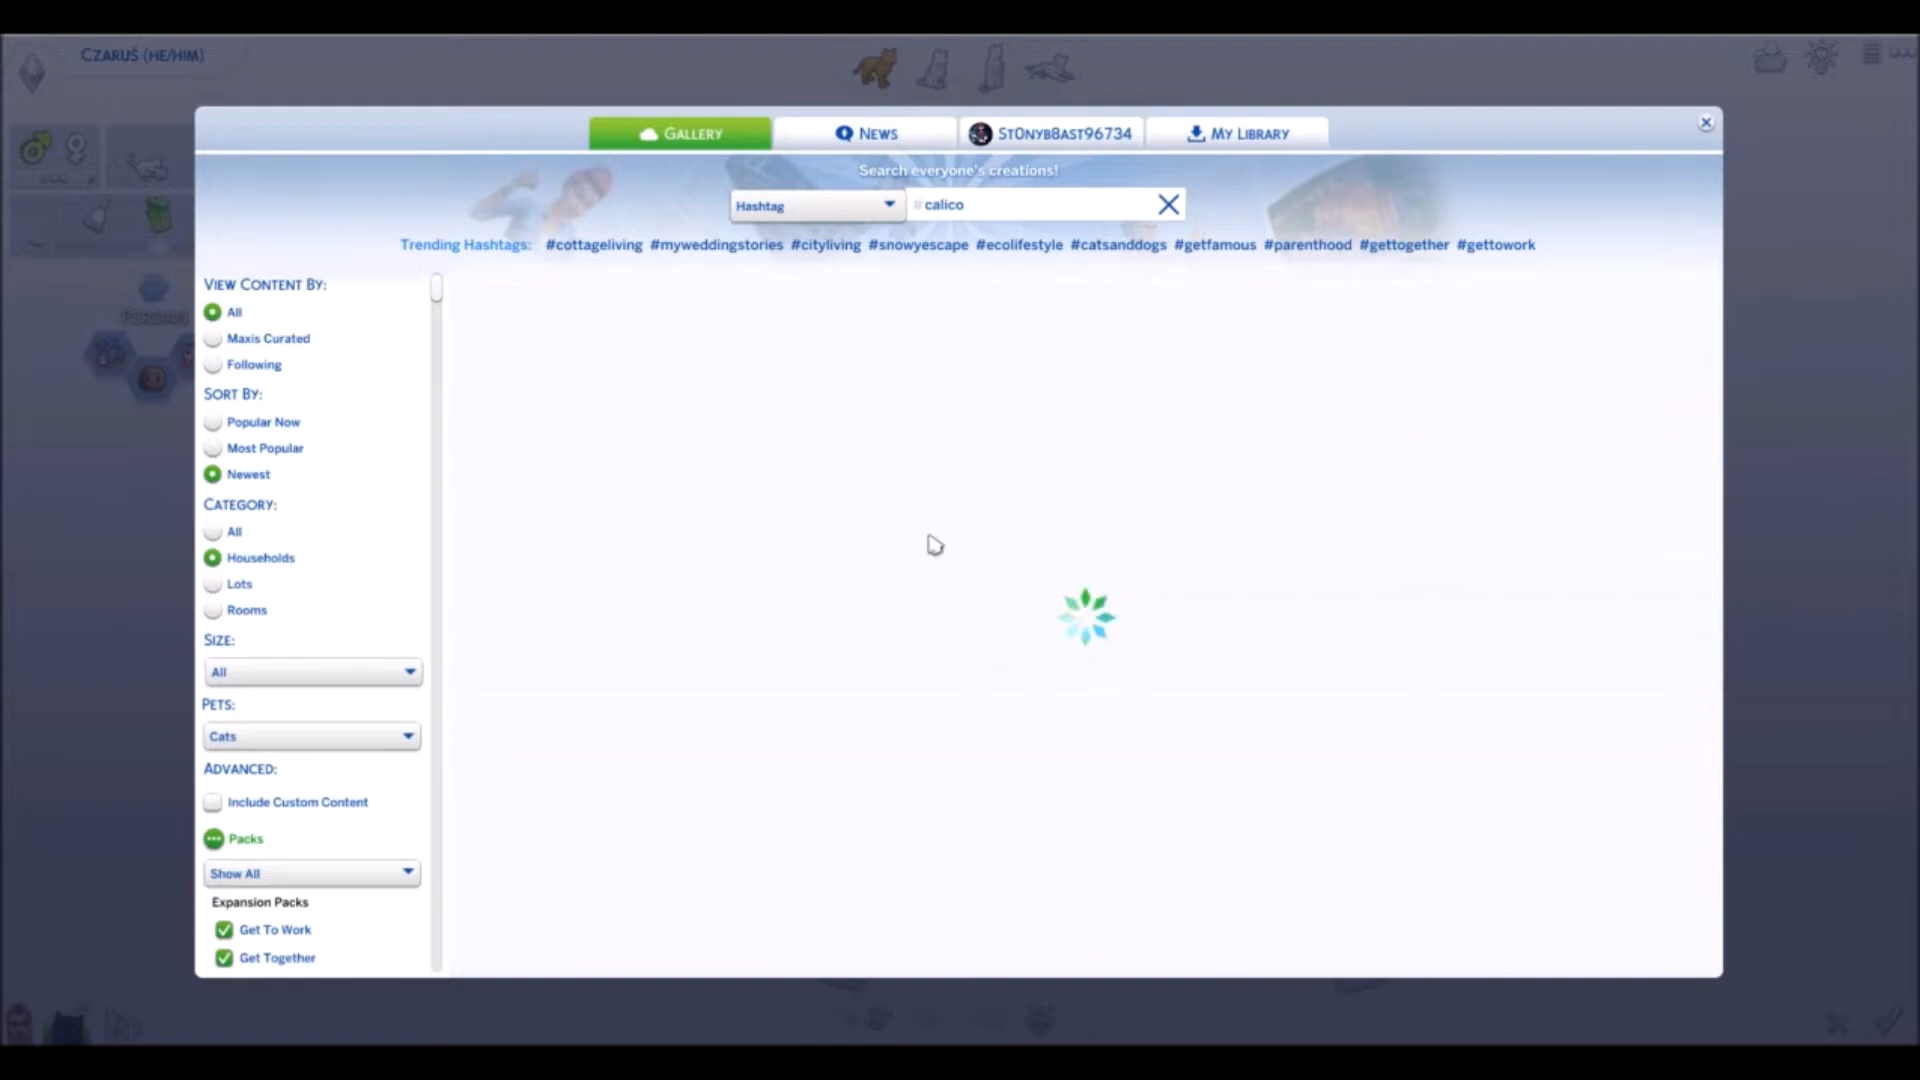 CZARUŚ (HE/HIM)
GALLERY
NEWS
ST0NYB8AST96734
MY LIBRARY
Search everyone's creations!
Hashtag
# calico
Trending Hashtags: #cottageliving #myweddingstories #cityliving #snowyescape #ecolifestyle #catsanddogs #getfamous #parenthood #gettogether #gettowork
VIEW CONTENT BY:
All
Maxis Curated
Following
PERSIAN
SORT BY:
Popular Now
Most Popular
Newest
CATEGORY:
All
Households
Lots
Rooms
SIZE:
All
PETS:
Cats
ADVANCED:
Include Custom Content
Packs
Show All
Expansion Packs
Get To Work
Get Together